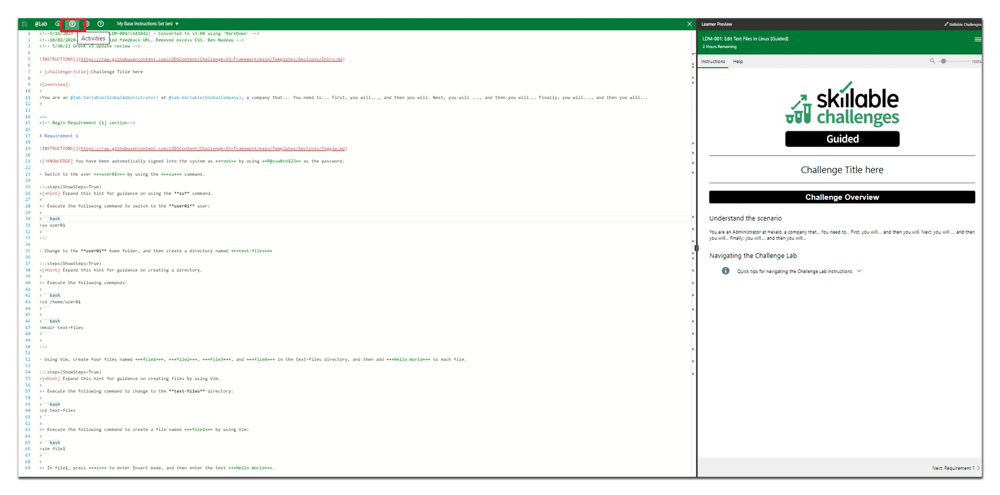 @lab My Base Instructions Set (en) ▼
Activities
1 <!--5/16/2023 - LDM-001r(141042) - Converted to v3.00 using 'MarkDown' -->
2 <!--10/02/2020. ied feedback URL. Removed excess CSS. Ben Nadeau -->
3 <!-- 5/30/23 OrenK v3 update review -->
4
5 !INSTRUCTIONS[](https://raw.githubusercontent.com/LODSContent/Challenge-V3-Framework/main/Templates/Sections/Intro.md)
6
7 > [challenge-title]:Challenge Title here
8
9 >[overview]:
10 >
11 >You are an @lab.Variable(GlobalAdministrator) at @lab.Variable(GlobalCompany), a company that... You need to... First, you will..., and then you will. Next, you will ..., and then you will... Finally, you will..., and then you will...
12 >
13
14 ===
15 <!-- Begin Requirement [1] section-->
16
17 # Requirement 1
18
19 !INSTRUCTIONS[](https://raw.githubusercontent.com/LODSContent/Challenge-V3-Framework/main/Templates/Sections/Toggle.md)
20
21 >[!KNOWLEDGE] You have been automatically signed into the system as ++root++ by using ++P@ssw0rd123++ as the password.
22
23 - Switch to the user +++user01+++ by using the +++su+++ command.
24
25 :::steps(ShowSteps=True)
26 >[+hint] Expand this hint for guidance on using the **su** command.
27 >
28 >- Execute the following command to switch to the **user01** user:
29 >
30 >```bash
31 >su user01
32 >```
33 :::
34
35 - Change to the **user01** home folder, and then create a directory named +++text-files+++
36
37 :::steps(ShowSteps=True)
38 >[+hint] Expand this hint for guidance on creating a directory.
39 >
40 >- Execute the following commands:
41 >
42 >```bash
43 >cd /home/user01
44 >```
45 >
46 >```bash
47 >mkdir text-files
48 >```
49 >
50 :::
51
52 - Using Vim, create four files named +++file1+++, +++file2+++, +++file3+++, and +++file4+++ in the text-files directory, and then add +++Hello World+++ to each file.
53
54 :::steps(ShowSteps=True)
55 >[+hint] Expand this hint for guidance on creating files by using Vim.
56 >
57 >- Execute the following command to change to the **text-files** directory:
58 >
59 >```bash
60 >cd text-files
61 >```
62 >
63 >- Execute the following command to create a file named +++file1+++ by using Vim:
64 >
65 >```bash
66 >vim file1
67 >```
68 >
69 >- In file1, press +++i+++ to enter Insert mode, and then enter the text +++Hello World+++.
Learner Preview Skillable Challenges
LDM-001: Edit Text Files in Linux [Guided]
2 Hours Remaining
Instructions Help 100%
skillable
challenges
Guided
Challenge Title here
Challenge Overview
Understand the scenario
You are an Administrator at Hexelo, a company that... You need to... First, you will..., and then you will. Next, you will ..., and then
you will... Finally, you will..., and then you will...
Navigating the Challenge Lab
Quick tips for navigating the Challenge Lab instructions.
Next: Requirement 1